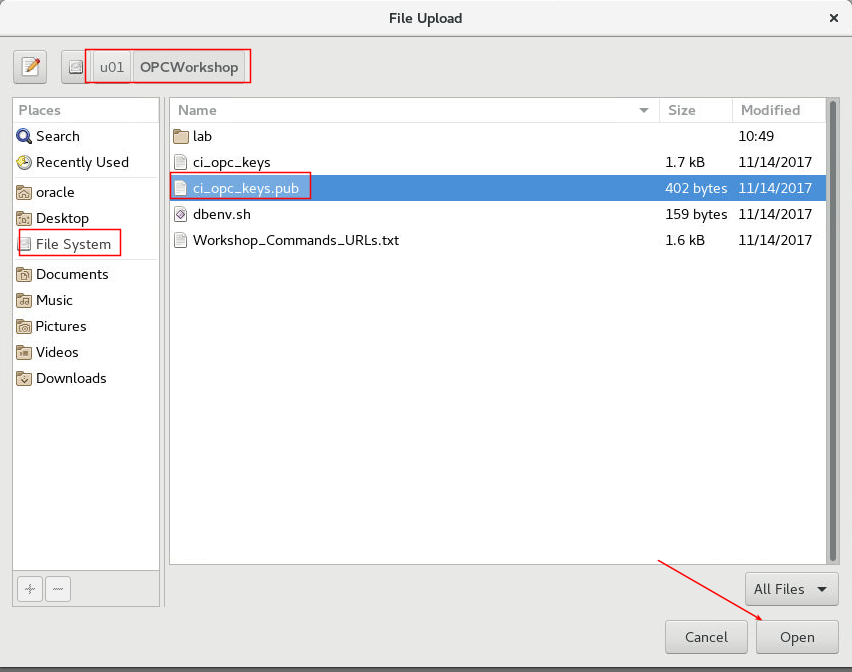 File Upload
u01 OPCWorkshop
Places
Search
Recently Used
oracle
Desktop
File System
Documents
Music
Pictures
Videos
Downloads
Name Size Modified
lab 10:49
ci_opc_keys 1.7 kB 11/14/2017
ci_opc_keys.pub 402 bytes 11/14/2017
dbenv.sh 159 bytes 11/14/2017
Workshop_Commands_URLs.txt 1.6 kB 11/14/2017
All Files
Cancel Open